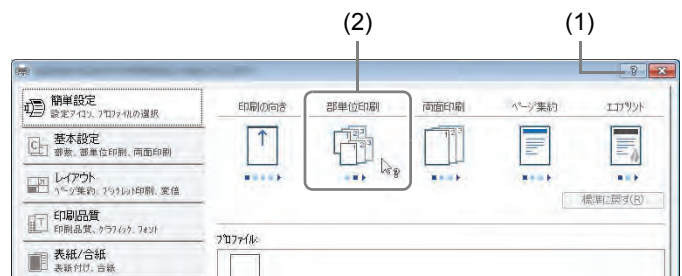 (2)
(1)
?
簡単設定
設定アイコン、プロファイルの選択
印刷の向き
部単位印刷
両面印刷
ページ集約
エコプリント
基本設定
部数、部単位印刷、両面印刷
レイアウト
ページ集約、ブックレット印刷、変倍
標準に戻す(R)
印刷品質
印刷品質、グラフィック、フォント
プロファイル:
表紙/合紙
表紙付け、合紙